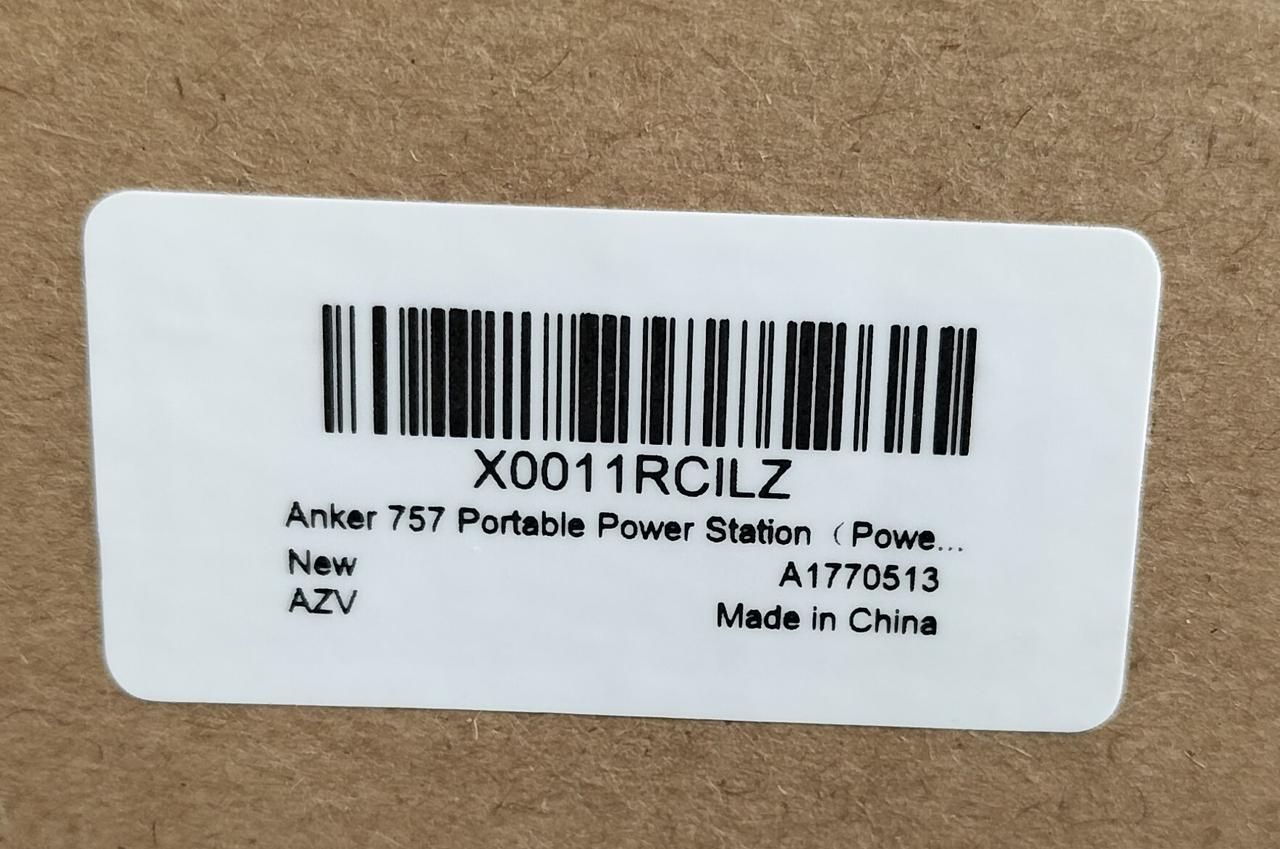 X0011RCILZ
Anker 757 Portable Power Station（Powe...
New
A1770513
AZV
Made in China